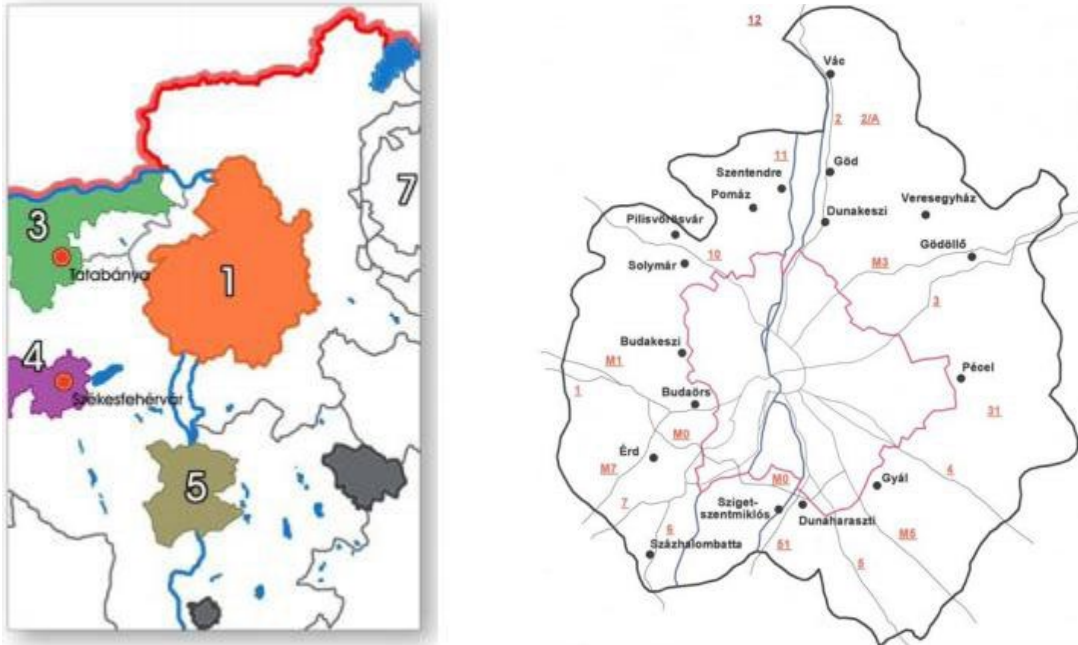 3
Tatabánya
1
7
4
Székesfehérvár
5
12
Vác
2
2/A
11
Göd
Szentendre
Pomáz
Veresegyház
Dunakeszi
Pilisvörösvár
Gödöllő
10
Solymár
M3
3
Budakeszi
M1
Pécel
1
Budaörs
31
M0
Érd
M7
4
M0
Gyál
7
Sziget-
szentmiklós
Dunaharaszti
6
M5
Százhalombatta
51
5